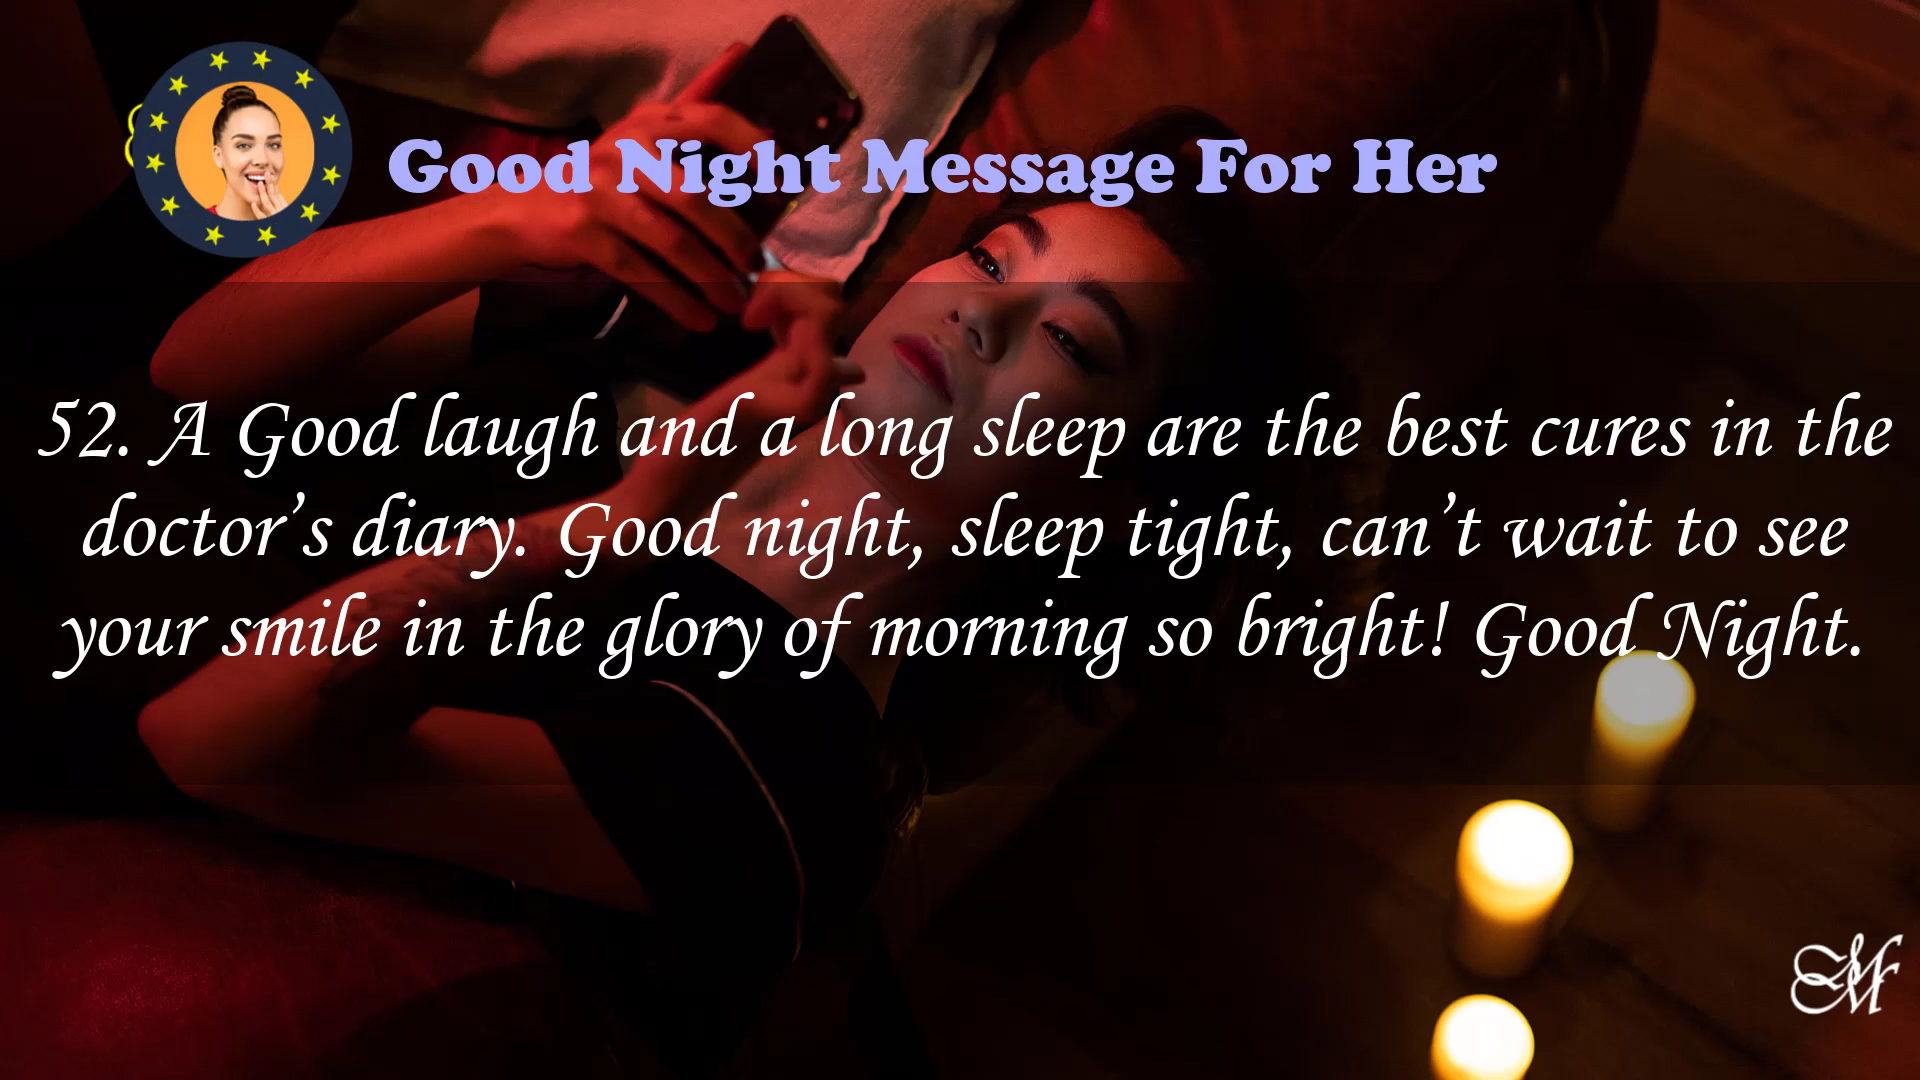 Good Night Message For Her
52. A Good laugh and a long sleep are the best cures in the
doctor’s diary. Good night, sleep tight, can’t wait to see
your smile in the glory of morning so bright! Good Night.